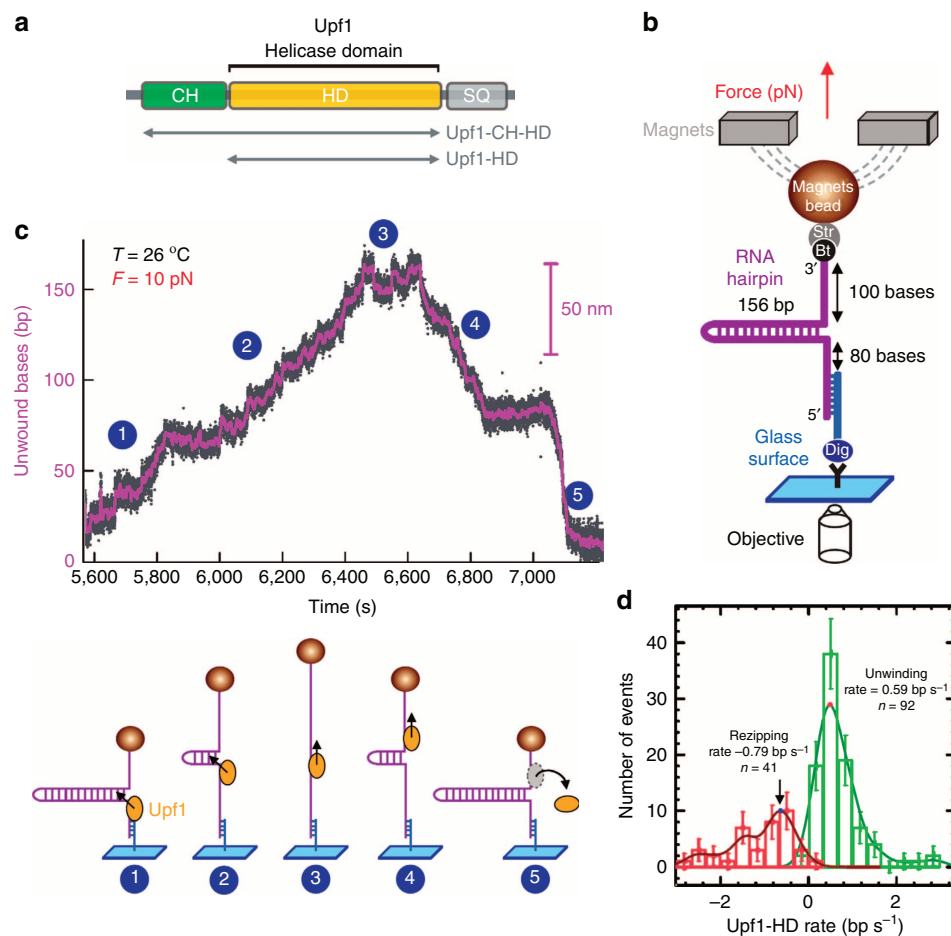 a
Upf1
Helicase domain
CH
HD
SQ
Upf1-CH-HD
Upf1-HD
b
Force (pN)
Magnets
Magnets
bead
Str
Bt
3′
RNA
hairpin
156 bp
100 bases
80 bases
5′
Glass
surface
Dig
Objective
c
T = 26 °C
F = 10 pN
Unwound bases (bp)
150
100
50
0
1
2
3
4
5
50 nm
5,600
5,800
6,000
6,200
6,400
6,600
6,800
7,000
Time (s)
Upf1
1
2
3
4
5
d
Number of events
40
30
20
10
0
Unwinding
rate = 0.59 bp s⁻¹
n = 92
Rezipping
rate −0.79 bp s⁻¹
n = 41
−2
0
2
Upf1-HD rate (bp s⁻¹)